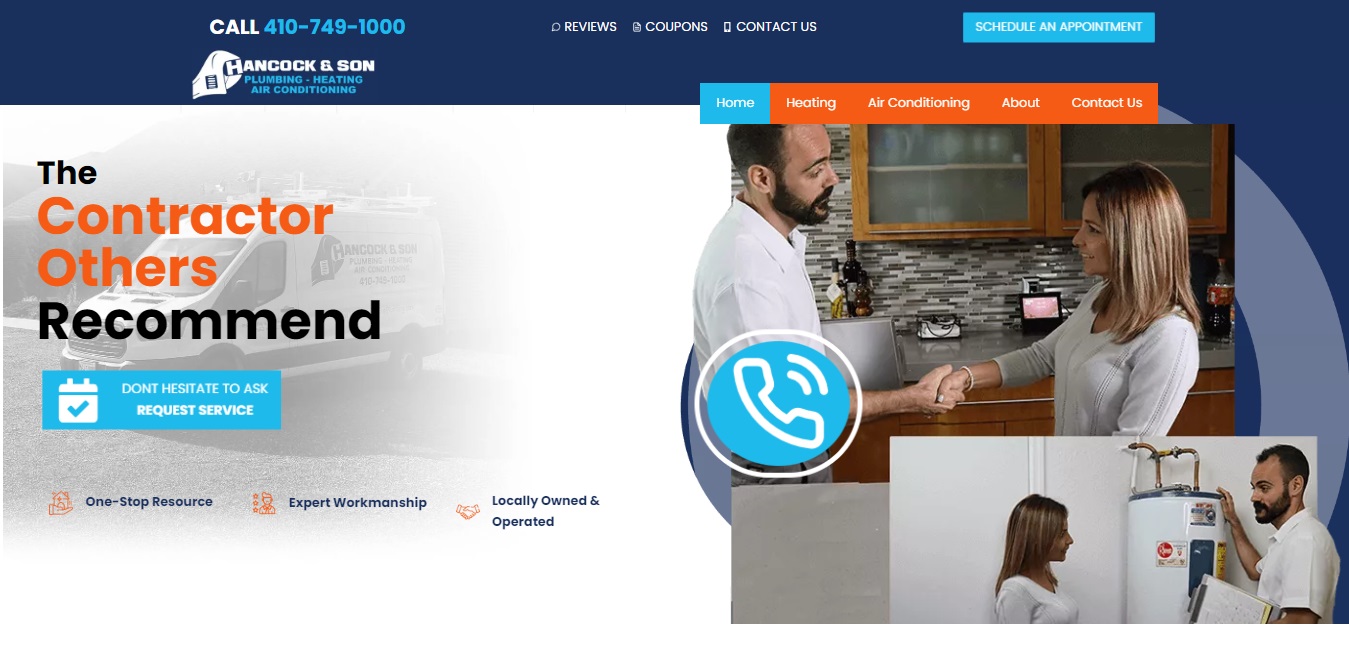 CALL 410-749-1000
REVIEWS
COUPONS
CONTACT US
SCHEDULE AN APPOINTMENT
HANCOCK & SON
PLUMBING - HEATING
AIR CONDITIONING
Home
Heating
Air Conditioning
About
Contact Us
The
Contractor
Others
Recommend
HANCOCK & SON
PLUMBING - HEATING
AIR CONDITIONING
410-749-1000
DONT HESITATE TO ASK
REQUEST SERVICE
One-Stop Resource
Expert Workmanship
Locally Owned &
Operated